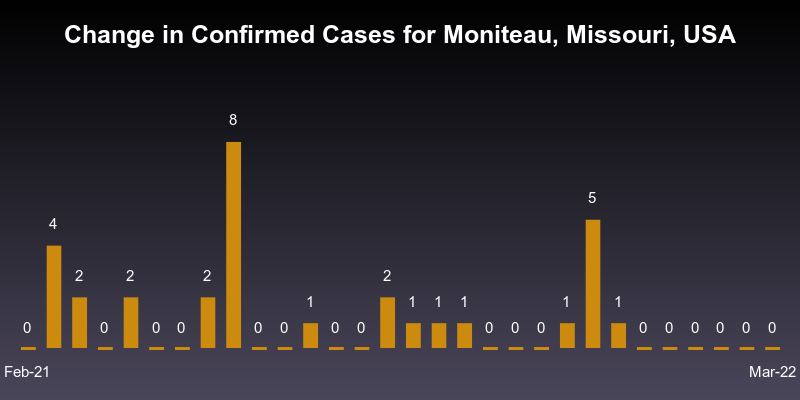 Change in Confirmed Cases for Moniteau, Missouri, USA
8
4
5
2 2 2 2
1 1 1 1 1 1
0 0 0 0 0 0 0 0 0 0 0 0 0 0 0 0 0
Feb-21 Mar-22